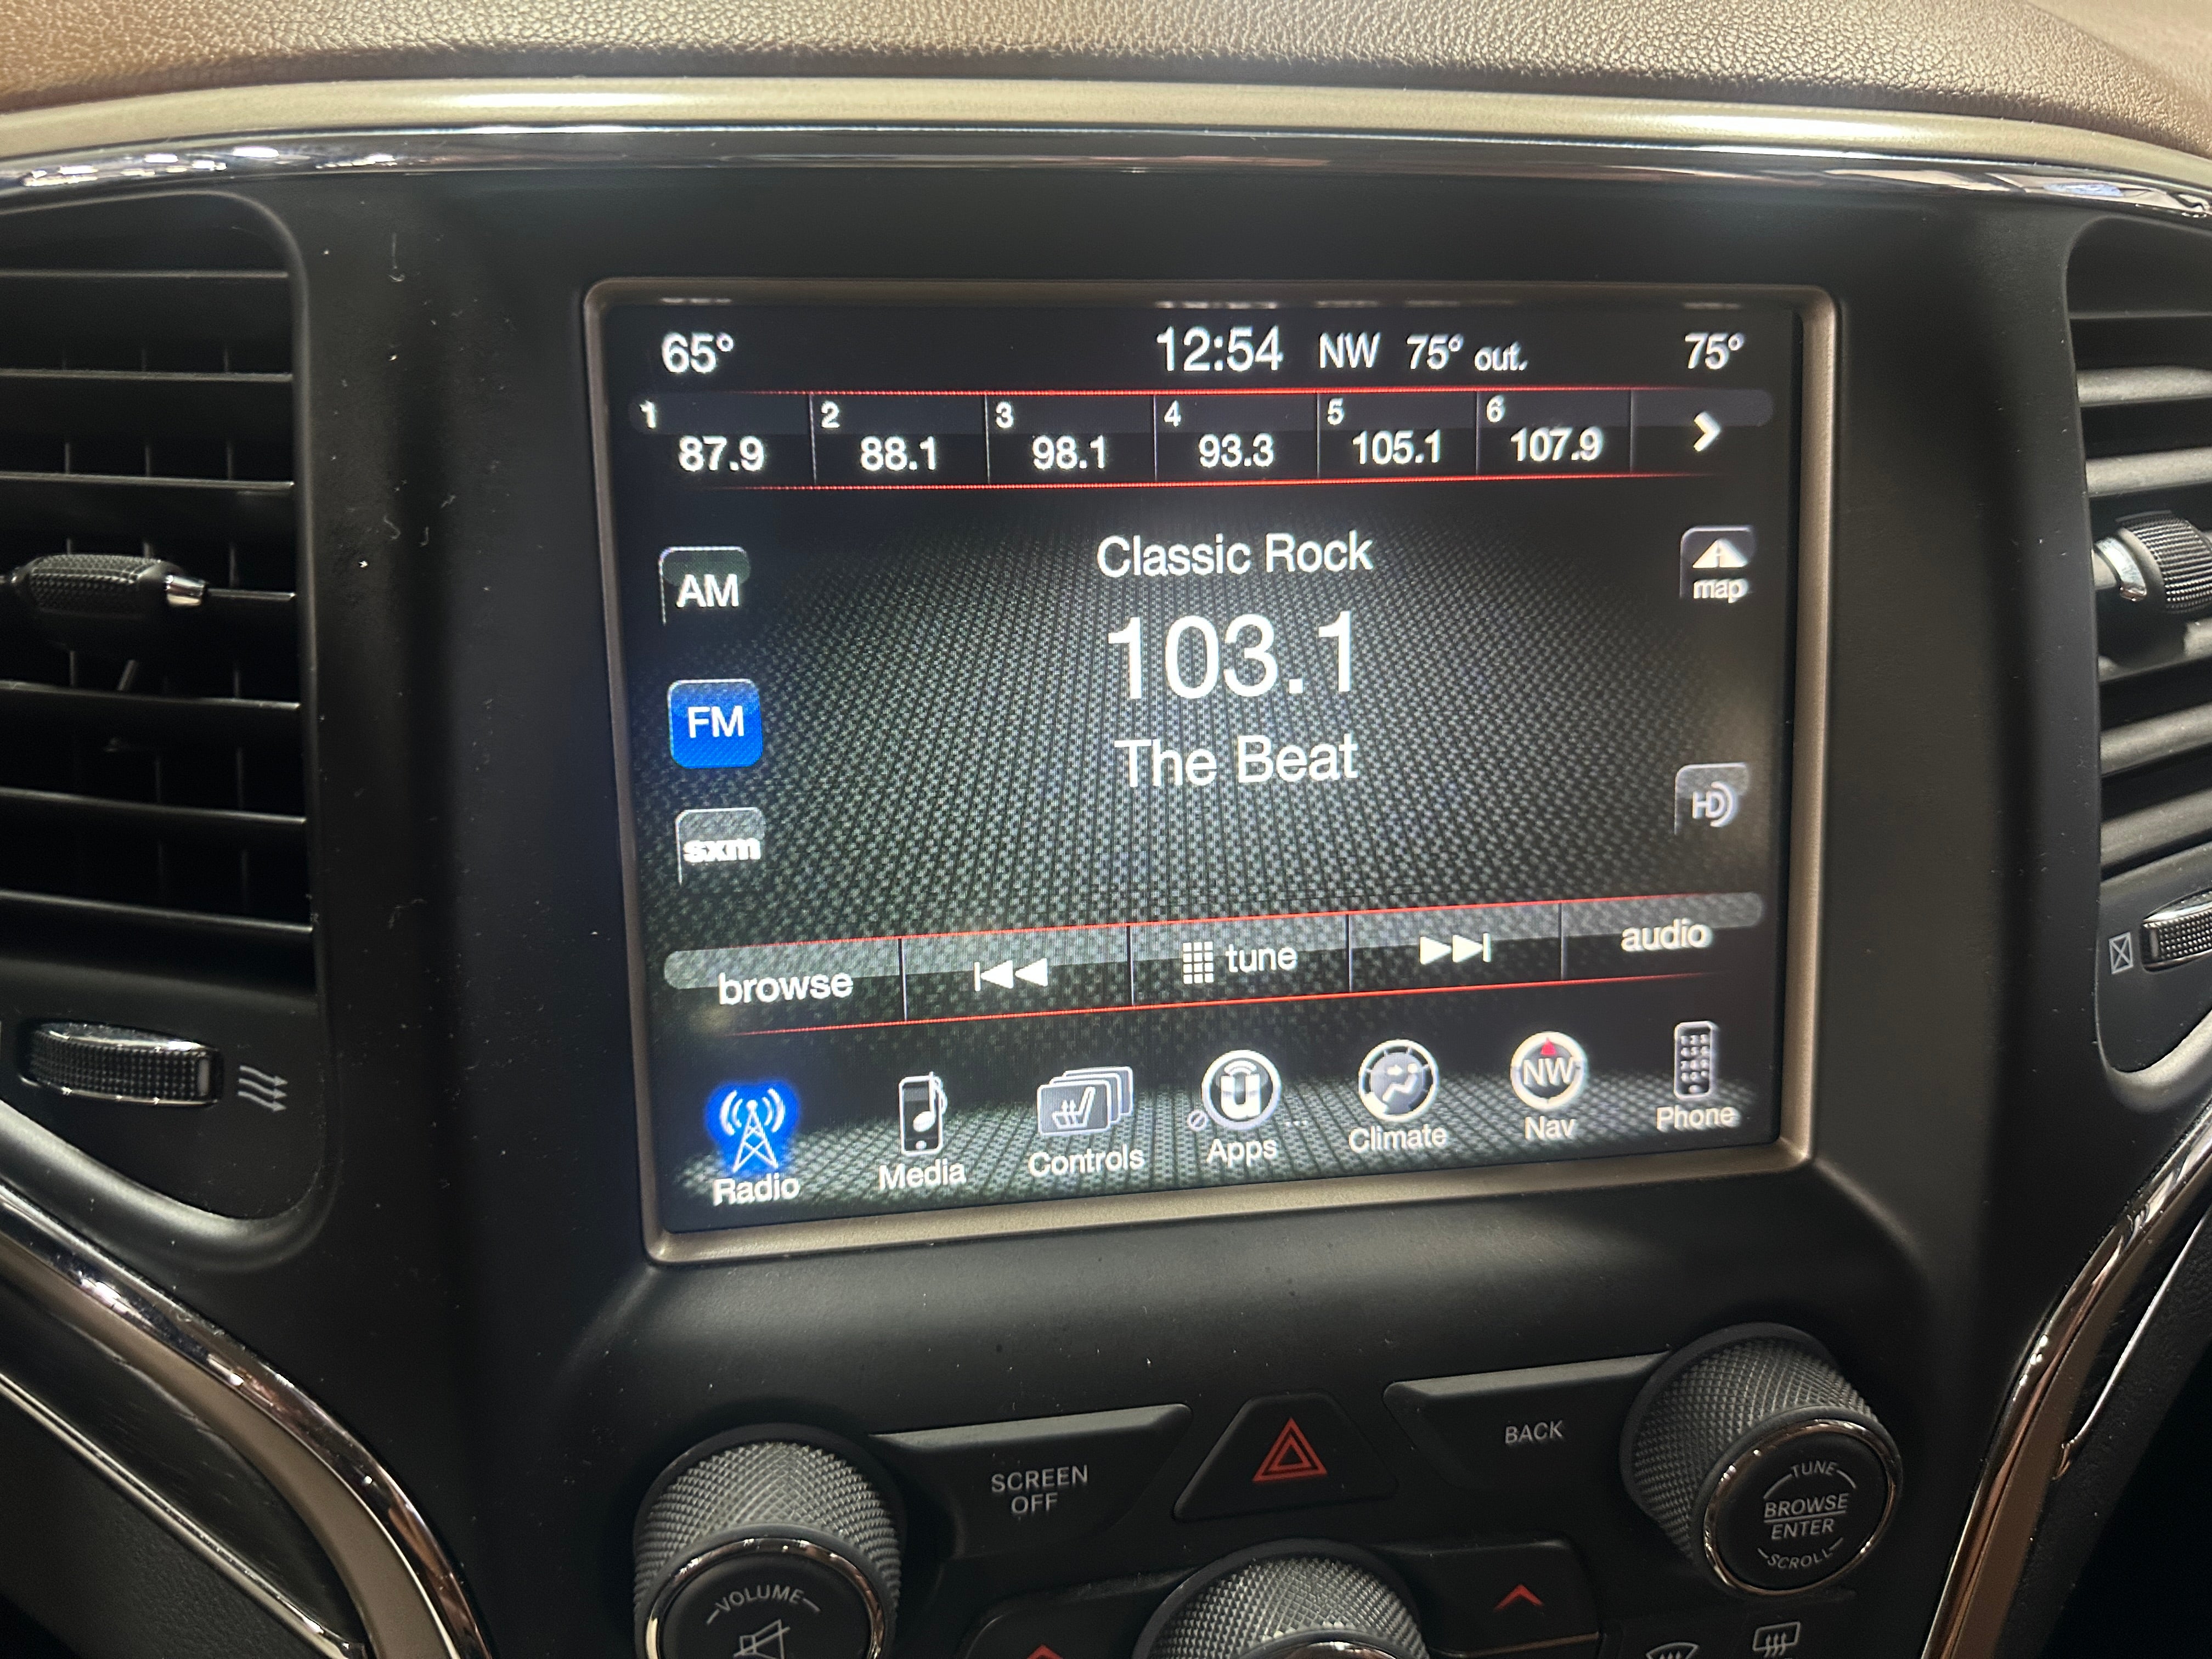 65° 12:54 NW 75° out. 75°
1 2 3 4 5 6
87.9 88.1 98.1 93.3 105.1 107.9
Classic Rock
AM
map
103.1
FM
The Beat
HD
sxm
browse tune audio
Radio Media Controls Apps ... Climate NW Nav Phone
SCREEN
OFF
BACK
TUNE
BROWSE
ENTER
SCROLL
VOLUME